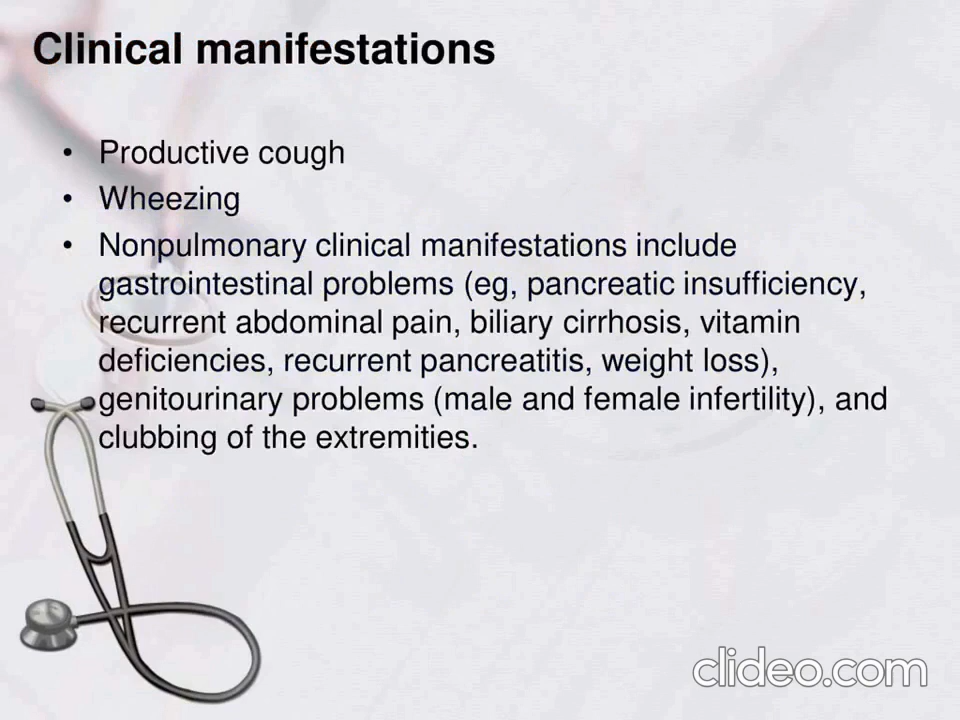 Clinical manifestations
• Productive cough
• Wheezing
• Nonpulmonary clinical manifestations include
gastrointestinal problems (eg, pancreatic insufficiency,
recurrent abdominal pain, biliary cirrhosis, vitamin
deficiencies, recurrent pancreatitis, weight loss),
genitourinary problems (male and female infertility), and
clubbing of the extremities.
clideo.com